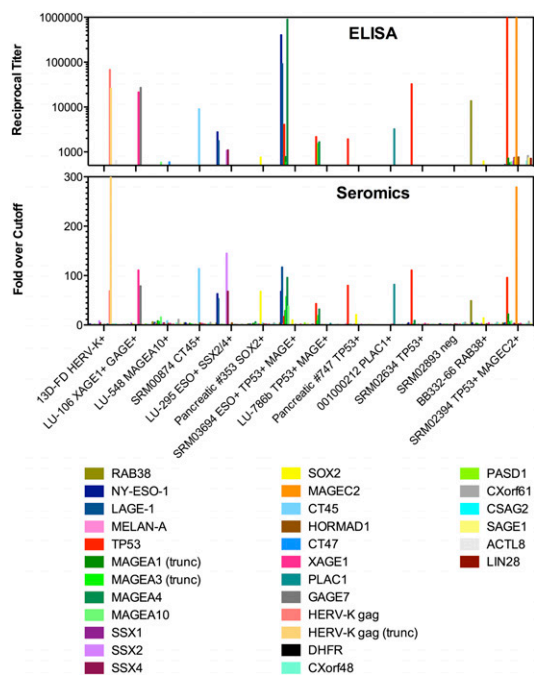 ELISA
Reciprocal Titer
1000000
100000
10000
1000
Seromics
Fold over Cutoff
300
200
100
0
13D-FD HERV-K+
LU-106 XAGE1+ GAGE+
LU-548 MAGEA10+
SRM00874 CT45+
LU-295 ESO+ SSX2/4+
Pancreatic #353 SOX2+
SRM03694 ESO+ TP53+ MAGE+
LU-786b TP53+ MAGE+
Pancreatic #747 TP53+
001000212 PLAC1+
SRM02634 TP53+
SRM02893 neg
BB32-66 RAB38+
SRM02394 TP53+ MAGEC2+
RAB38
NY-ESO-1
LAGE-1
MELAN-A
TP53
MAGEA1 (trunc)
MAGEA3 (trunc)
MAGEA4
MAGEA10
SSX1
SSX2
SSX4
SOX2
MAGEC2
CT45
HORMAD1
CT47
XAGE1
PLAC1
GAGE7
HERV-K gag
HERV-K gag (trunc)
DHFR
CXorf48
PASD1
CXorf61
CSAG2
SAGE1
ACTL8
LIN28